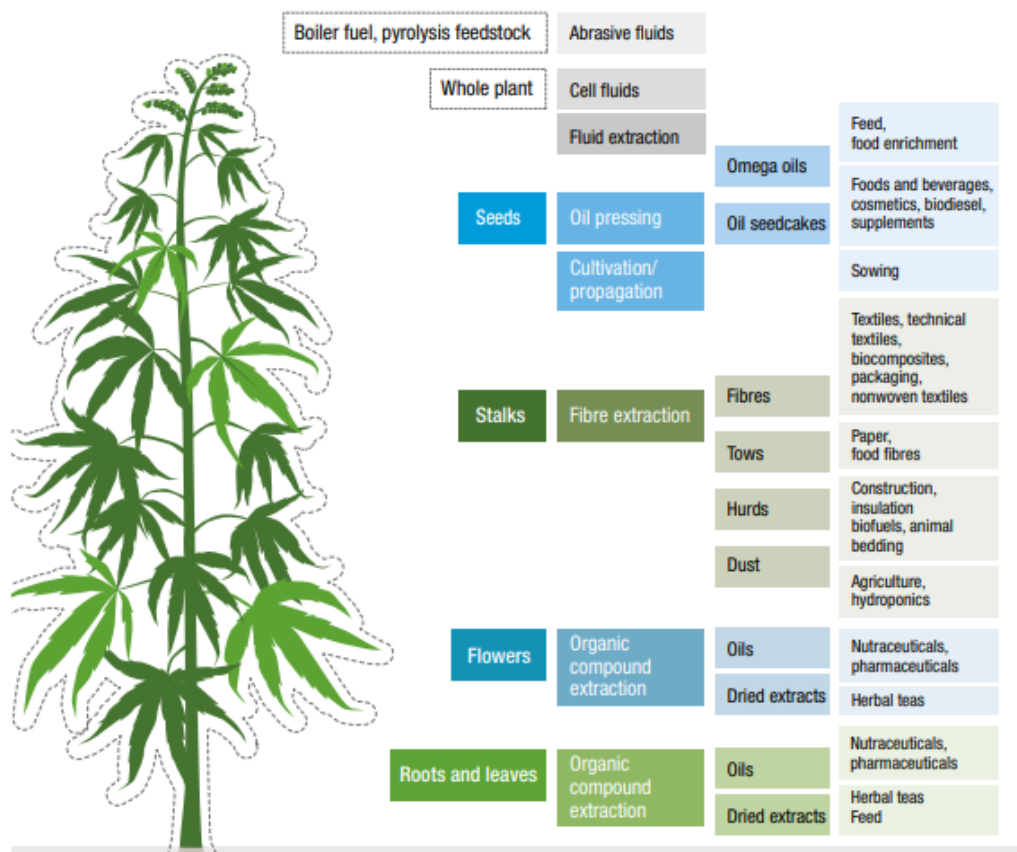 Boiler fuel, pyrolysis feedstock
Abrasive fluids
Whole plant
Cell fluids
Fluid extraction
Seeds
Oil pressing
Cultivation/
propagation
Omega oils
Oil seedcakes
Feed,
food enrichment
Foods and beverages,
cosmetics, biodiesel,
supplements
Sowing
Stalks
Fibre extraction
Fibres
Tows
Hurds
Dust
Textiles, technical
textiles,
biocomposites,
packaging,
nonwoven textiles
Paper,
food fibres
Construction,
insulation
biofuels, animal
bedding
Agriculture,
hydroponics
Flowers
Organic
compound
extraction
Oils
Dried extracts
Nutraceuticals,
pharmaceuticals
Herbal teas
Roots and leaves
Organic
compound
extraction
Oils
Dried extracts
Nutraceuticals,
pharmaceuticals
Herbal teas
Feed